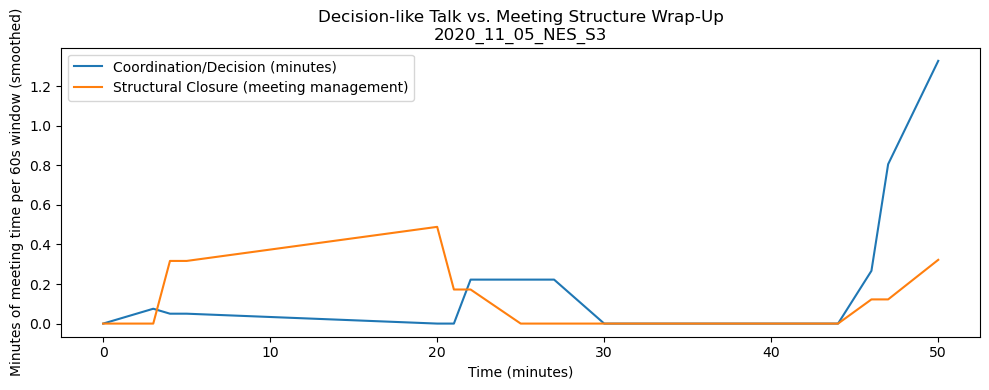 Decision-like Talk vs. Meeting Structure Wrap-Up
2020_11_05_NES_S3
Minutes of meeting time per 60s window (smoothed)
Coordination/Decision (minutes)
Structural Closure (meeting management)
1.2
1.0
0.8
0.6
0.4
0.2
0.0
0 10 20 30 40 50
Time (minutes)